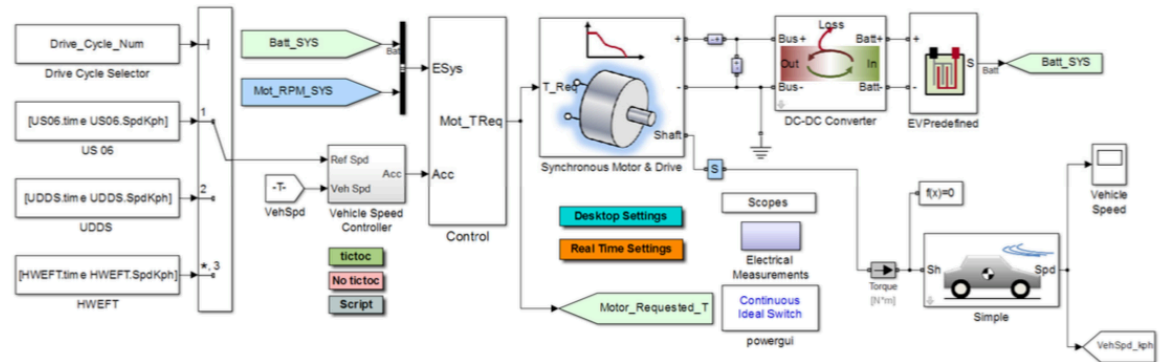 Drive_Cycle_Num
Drive Cycle Selector
[US06.time US06.SpdKph]
US 06
[UDDS.time UDDS.SpdKph]
UDDS
[HWEFT.time HWEFT.SpdKph]
HWEFT
1
2
*, 3
Batt_SYS
Bat
Mot_RPM_SYS
-T-
VehSpd
Ref Spd
Veh Spd
Acc
Vehicle Speed
Controller
tictoc
No tictoc
Script
ESys
Mot_TReq
Acc
Control
T_Req
+
-
Shaft
Synchronous Motor & Drive
Desktop Settings
Real Time Settings
Motor_Requested_T
S
Scopes
Electrical
Measurements
Continuous
Ideal Switch
powergui
Loss
Bus+
Batt+
Out
In
Bus-
Batt-
DC-DC Converter
+
-
S
Batt
EVPredefined
Batt_SYS
f(x)=0
Vehicle
Speed
Torque
[N*m]
Sh
Spd
Simple
VehSpd_kph